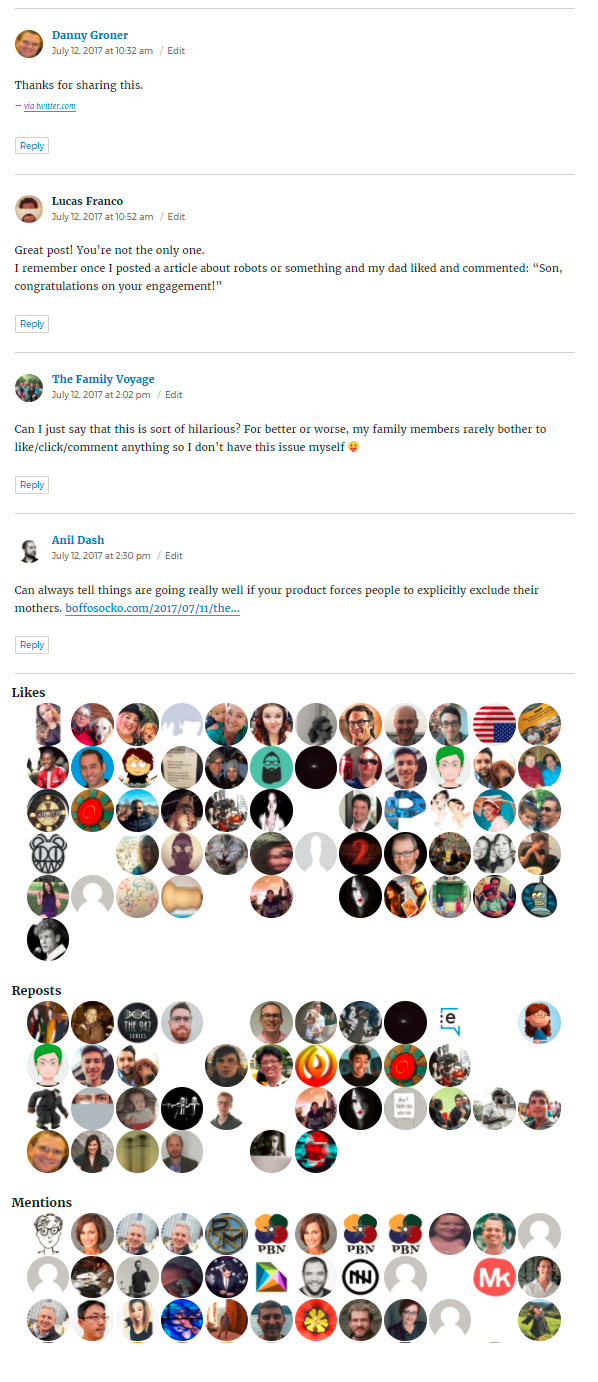 Danny Groner
July 12, 2017 at 10:32 am / Edit
Thanks for sharing this.
— via twitter.com
Reply
Lucas Franco
July 12, 2017 at 10:52 am / Edit
Great post! You’re not the only one.
I remember once I posted a article about robots or something and my dad liked and commented: “Son,
congratulations on your engagement!”
Reply
The Family Voyage
July 12, 2017 at 2:02 pm / Edit
Can I just say that this is sort of hilarious? For better or worse, my family members rarely bother to
like/click/comment anything so I don’t have this issue myself 😛
Reply
Anil Dash
July 12, 2017 at 2:30 pm / Edit
Can always tell things are going really well if your product forces people to explicitly exclude their
mothers. boffosocko.com/2017/07/11/the…
Reply
Likes
2
Reposts
THE 942
SERIES
:e
Mentions
PBN
PBN
PBN
Mk